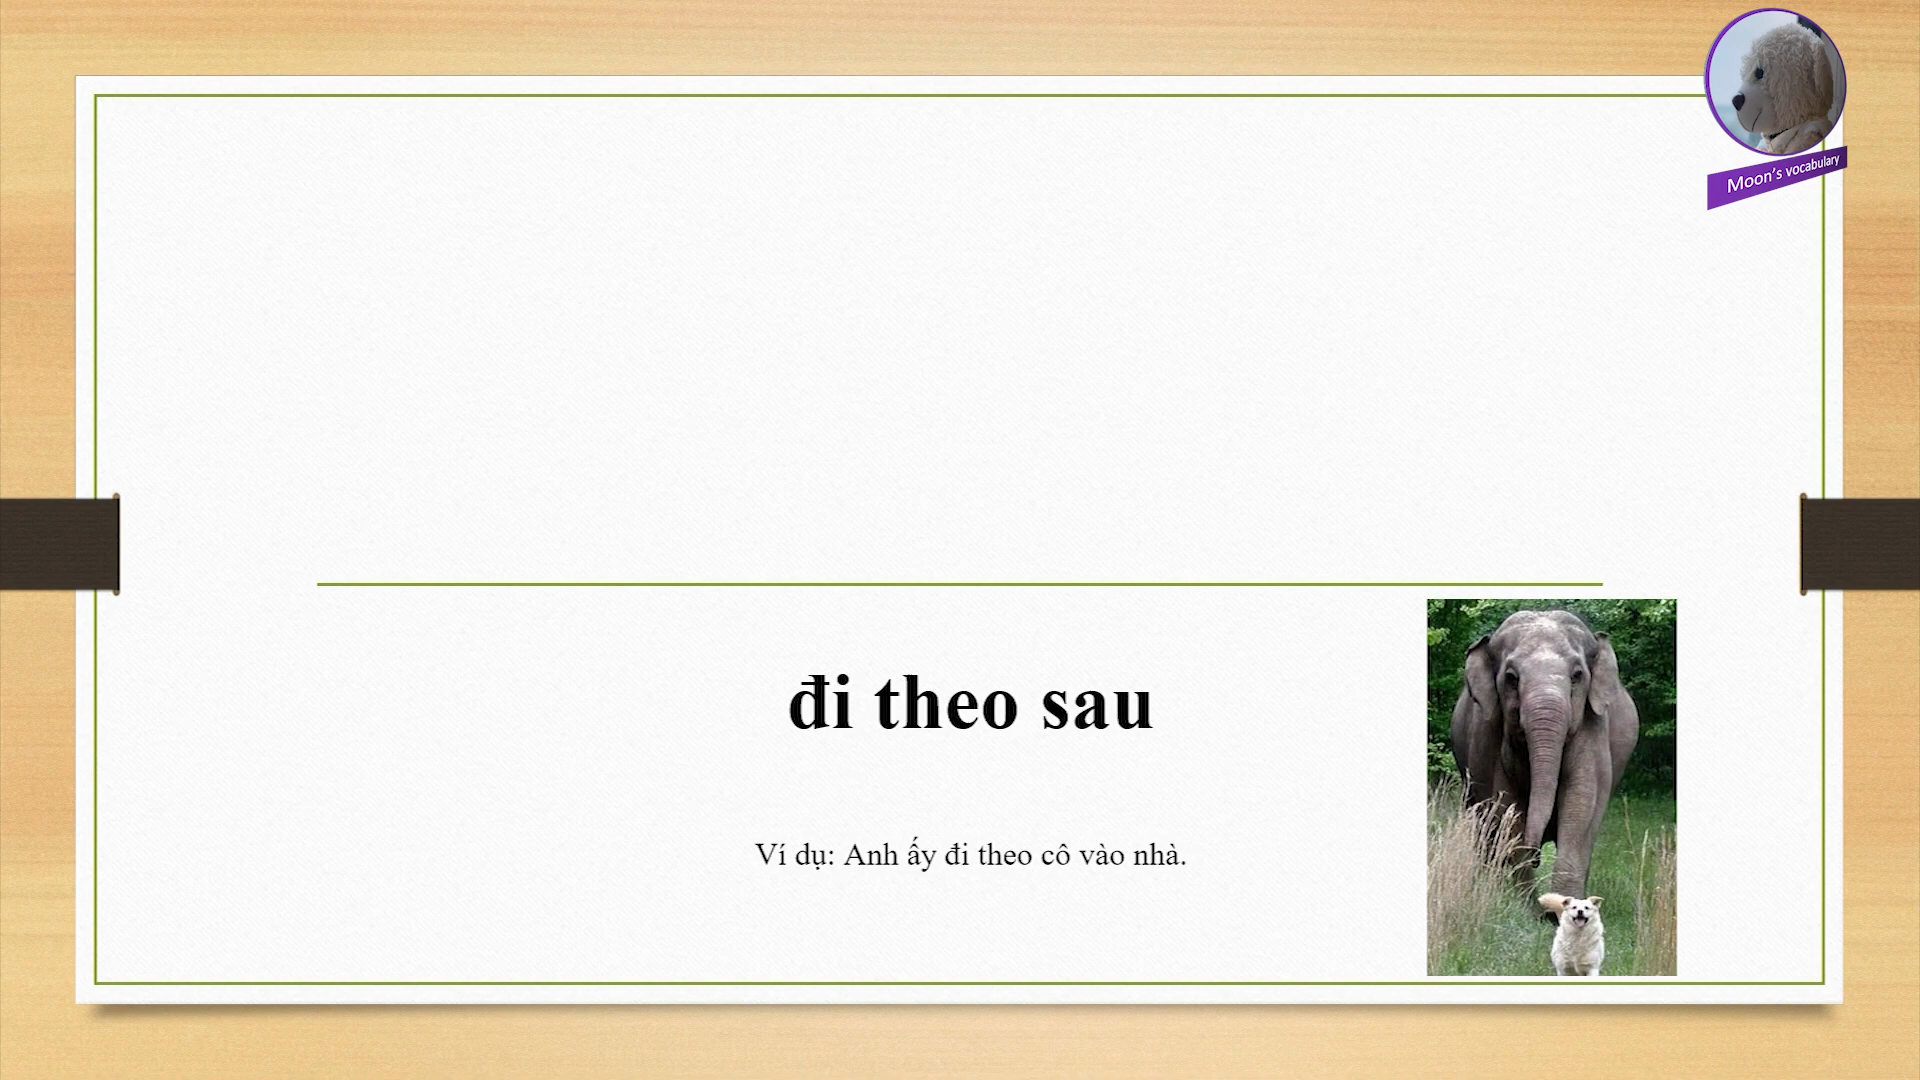 Moon's vocabulary
đi theo sau
Ví dụ: Anh ấy đi theo cô vào nhà.